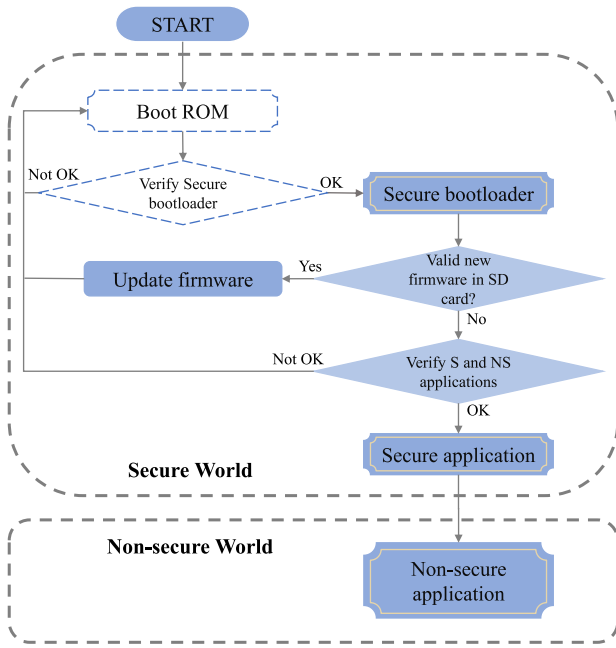 START
Boot ROM
Not OK
Verify Secure
bootloader
OK
Secure bootloader
Update firmware
Yes
Valid new
firmware in SD
card?
No
Not OK
Verify S and NS
applications
OK
Secure application
Secure World
Non-secure World
Non-secure
application